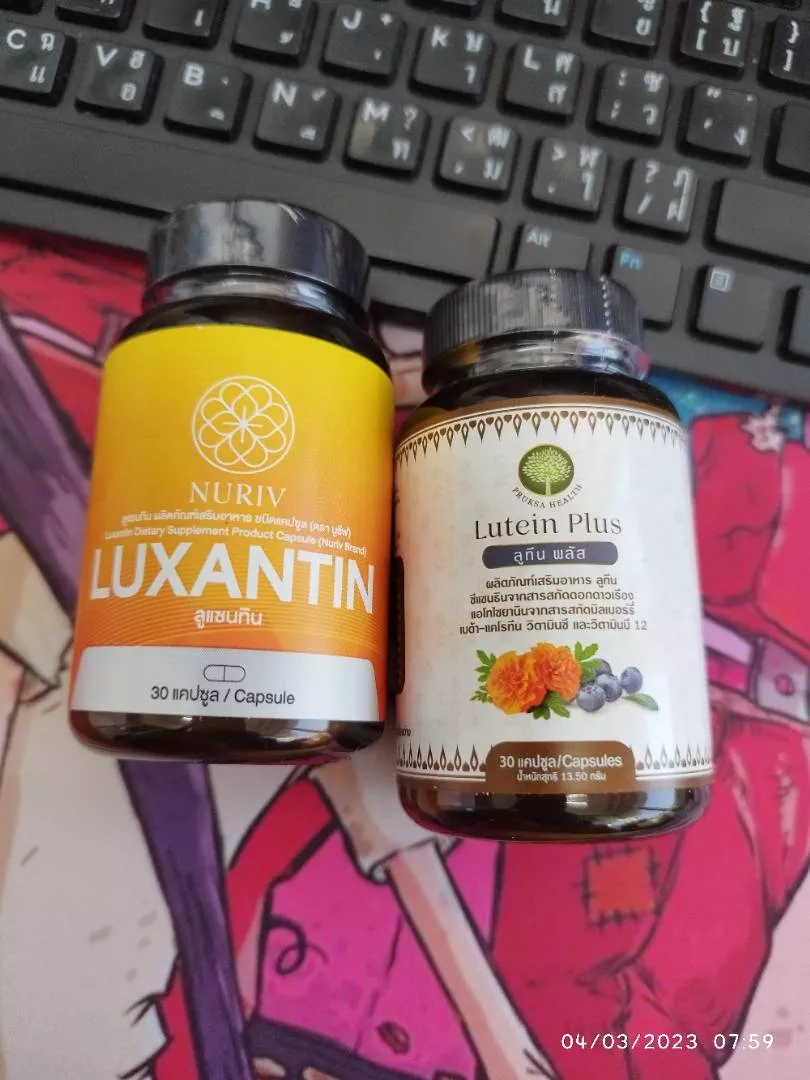 J
K
L
C ฉ แ
V ฮ อ
B
N
M ? ท
Alt
Fn
NURIV
ลูแซนทิน ผลิตภัณฑ์เสริมอาหาร ชนิดแคปซูล (ตรา นูริฟ)
Luxantin Dietary Supplement Product Capsule (Nuriv Brand)
LUXANTIN
ลูแซนทิน
30 แคปซูล / Capsule
PRUKSA HEALTH
Lutein Plus
ลูทีน พลัส
ผลิตภัณฑ์เสริมอาหาร ลูทีน
ซีแซนธินจากสารสกัดดอกดาวเรือง
แอโทไซยานินจากสารสกัดบิลเบอร์รี่
เบต้า-แคโรทีน วิตามินซี และวิตามินบี 12
30 แคปซูล/Capsules
น้ำหนักสุทธิ 13.50 กรัม
04/03/2023 07:59